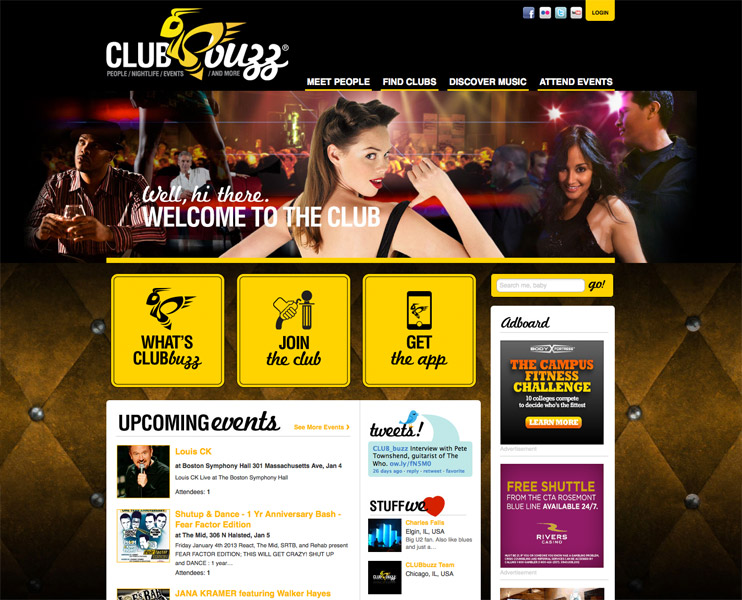 LOGIN
CLUBbuzz®
PEOPLE / NIGHTLIFE / EVENTS / AND MORE
MEET PEOPLE FIND CLUBS DISCOVER MUSIC ATTEND EVENTS
Well, hi there.
WELCOME TO THE CLUB
WHAT'S
CLUBbuzz
JOIN
the club
GET
the app
Search me, baby go!
UPCOMING events See More Events
Louis CK
at Boston Symphony Hall 301 Massachusetts Ave, Jan 4
Louis CK Live at The Boston Symphony Hall
Attendees: 1
Shutup & Dance - 1 Yr Anniversary Bash -
Fear Factor Edition
at The Mid, 306 N Halsted, Jan 5
Friday January 4th 2013 React, The Mid, SRTB, and Rehab present
FEAR FACTOR EDITION; THIS WILL GET CRAZY! SHUT UP
and DANCE : 1 year…
Attendees: 1
JANA KRAMER featuring Walker Hayes
tweets!
CLUB_buzz Interview with Pete
Townshend, guitarist of The
Who. ow.ly/fNSM0
26 days ago · reply · retweet · favorite
STUFF we
Charles Falls
Elgin, IL, USA
Big U2 fan. Also like blues
and just a…
CLUBbuzz Team
Chicago, IL, USA
Adboard
BODY FORTRESS
THE CAMPUS
FITNESS
CHALLENGE
10 colleges compete
to decide who's the fittest
LEARN MORE
Advertisement
FREE SHUTTLE
FROM THE CTA ROSEMONT
BLUE LINE AVAILABLE 24/7.
RIVERS
CASINO
Advertisement